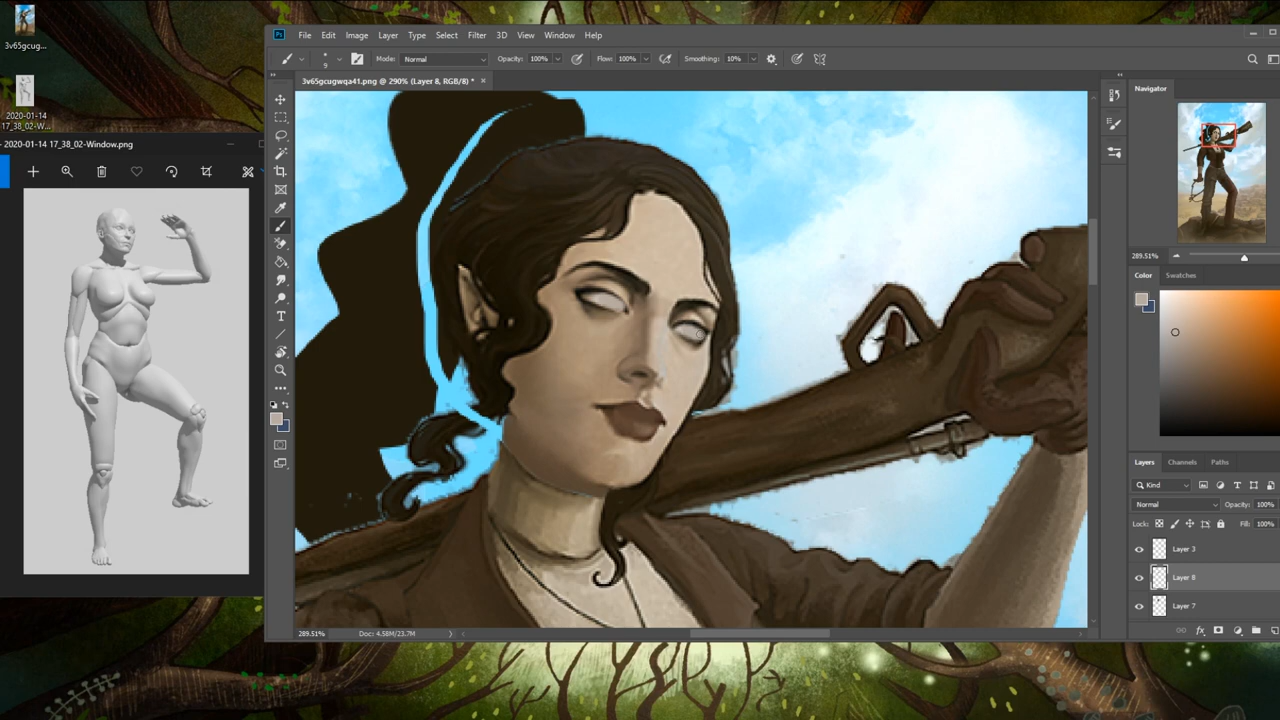 3v65gcug...
2020-01-14
17_38_02-W...
- 2020-01-14 17_38_02-Window.png
Ps
File Edit Image Layer Type Select Filter 3D View Window Help
9
Mode: Normal Opacity: 100% Flow: 100% Smoothing: 10%
3v65gcugwqa41.png @ 290% (Layer 8, RGB/8) * ×
289.51% Doc: 4.58M/23.7M
Navigator
289.51%
Color Swatches
Layers Channels Paths
Kind
Normal Opacity: 100%
Lock: Fill: 100%
Layer 3
Layer 8
Layer 7
fx